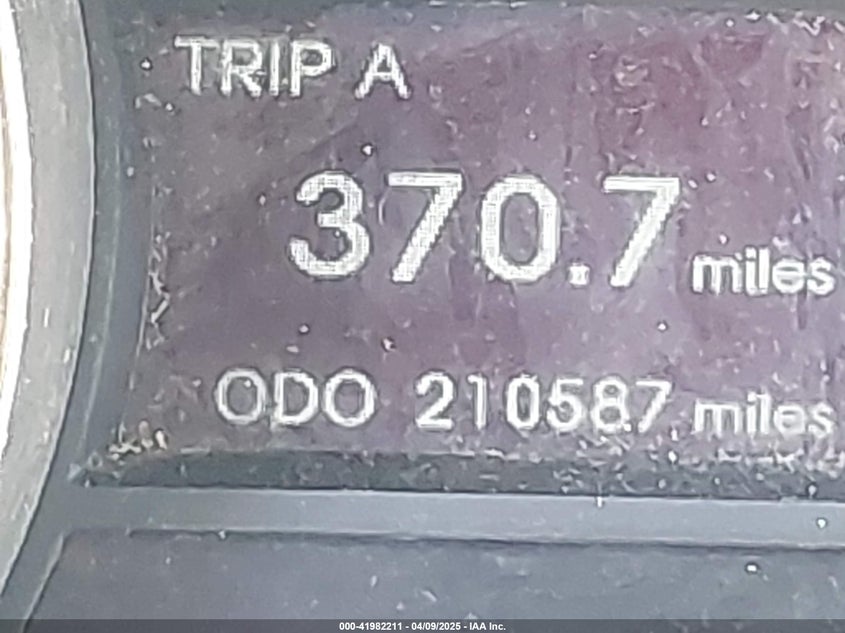 TRIP A
370.7 miles
ODO 210587 miles
000-41982211 - 04/09/2025 - IAA Inc.